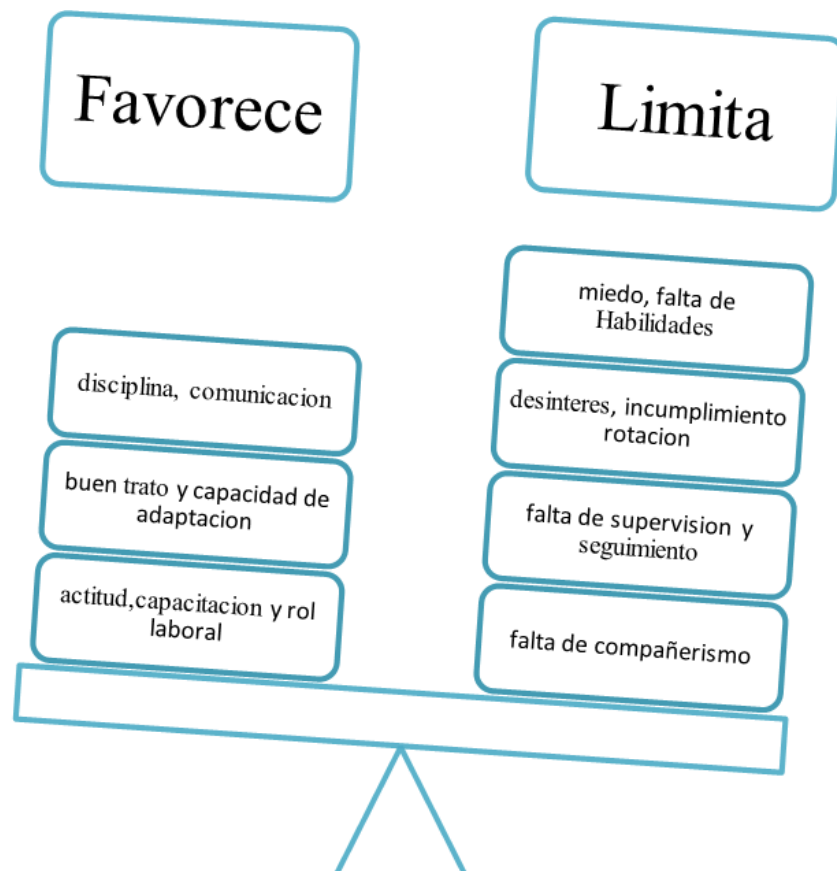 Favorece
Limita
miedo, falta de
Habilidades
disciplina, comunicacion
desinteres, incumplimiento
rotacion
buen trato y capacidad de
adaptacion
falta de supervision y
seguimiento
actitud,capacitacion y rol
laboral
falta de compañerismo